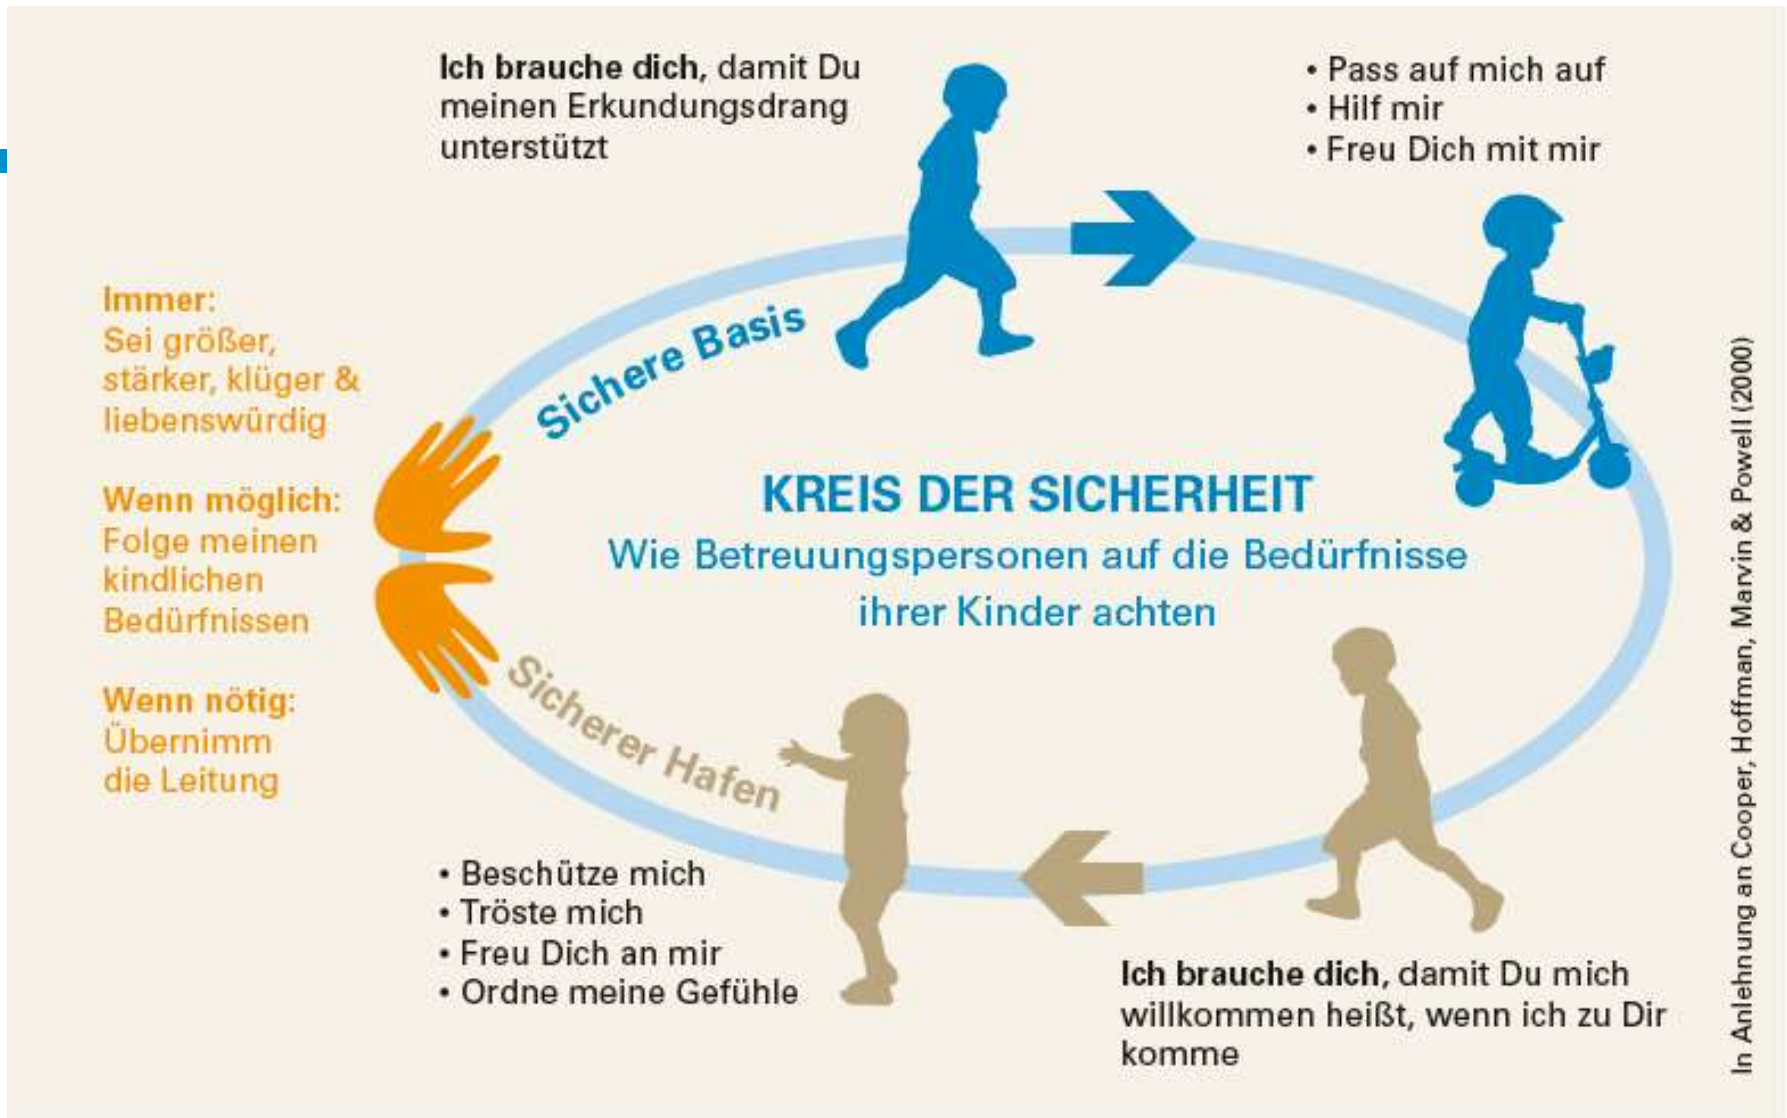 Ich brauche dich, damit Du
meinen Erkundungsdrang
unterstützt
• Pass auf mich auf
• Hilf mir
• Freu Dich mit mir
Immer:
Sei größer,
stärker, klüger &
liebenswürdig
Wenn möglich:
Folge meinen
kindlichen
Bedürfnissen
Wenn nötig:
Übernimm
die Leitung
Sichere Basis
KREIS DER SICHERHEIT
Wie Betreuungspersonen auf die Bedürfnisse
ihrer Kinder achten
Sicherer Hafen
• Beschütze mich
• Tröste mich
• Freu Dich an mir
• Ordne meine Gefühle
Ich brauche dich, damit Du mich
willkommen heißt, wenn ich zu Dir
komme
In Anlehnung an Cooper, Hoffman, Marvin & Powell (2000)